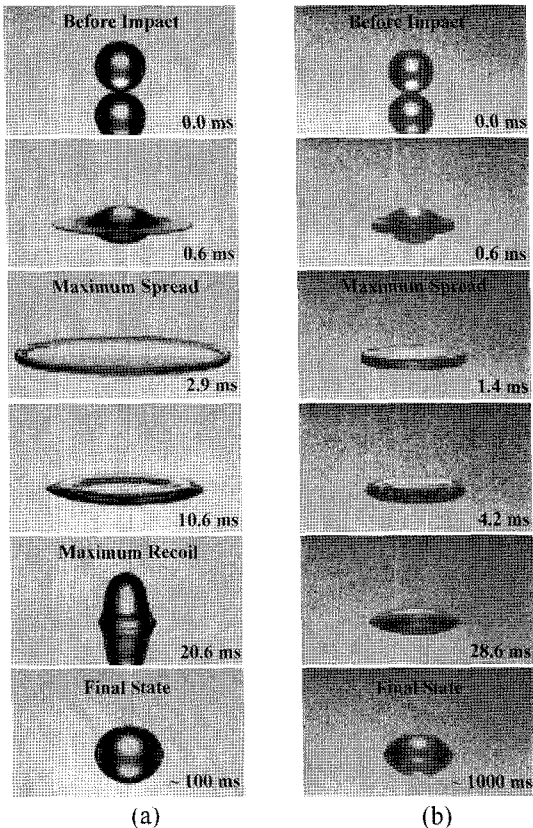 Before Impact
0.0 ms
0.6 ms
Maximum Spread
2.9 ms
10.6 ms
Maximum Recoil
20.6 ms
Final State
~ 100 ms
(a)
Before Impact
0.0 ms
0.6 ms
Maximum Spread
1.4 ms
4.2 ms
28.6 ms
Final State
~ 1000 ms
(b)